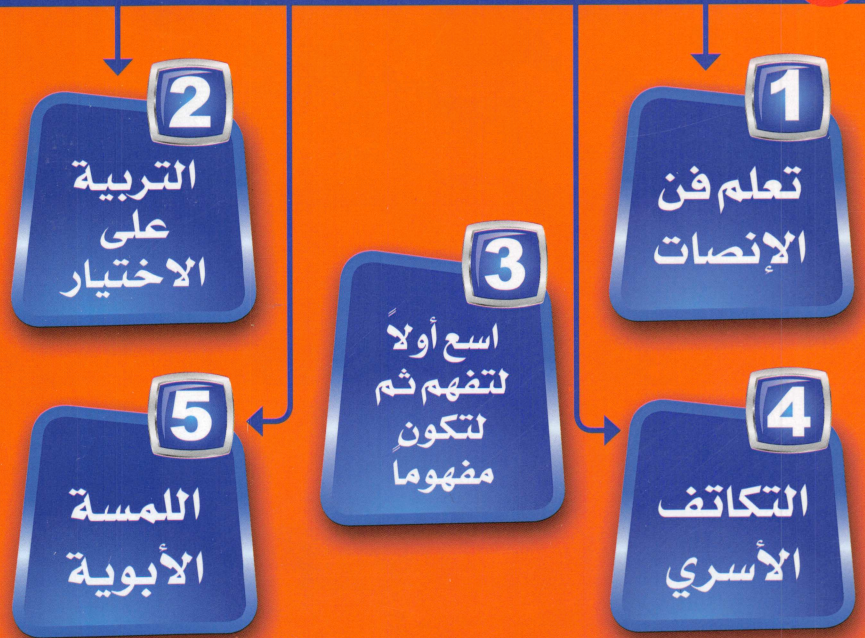 1
تعلم فن
الإنصات
2
التربية
على
الاختيار
3
اسع أولاً
لتفهم ثم
لتكون
مفهوماً
4
التكاتف
الأسري
5
اللمسة
الأبوية